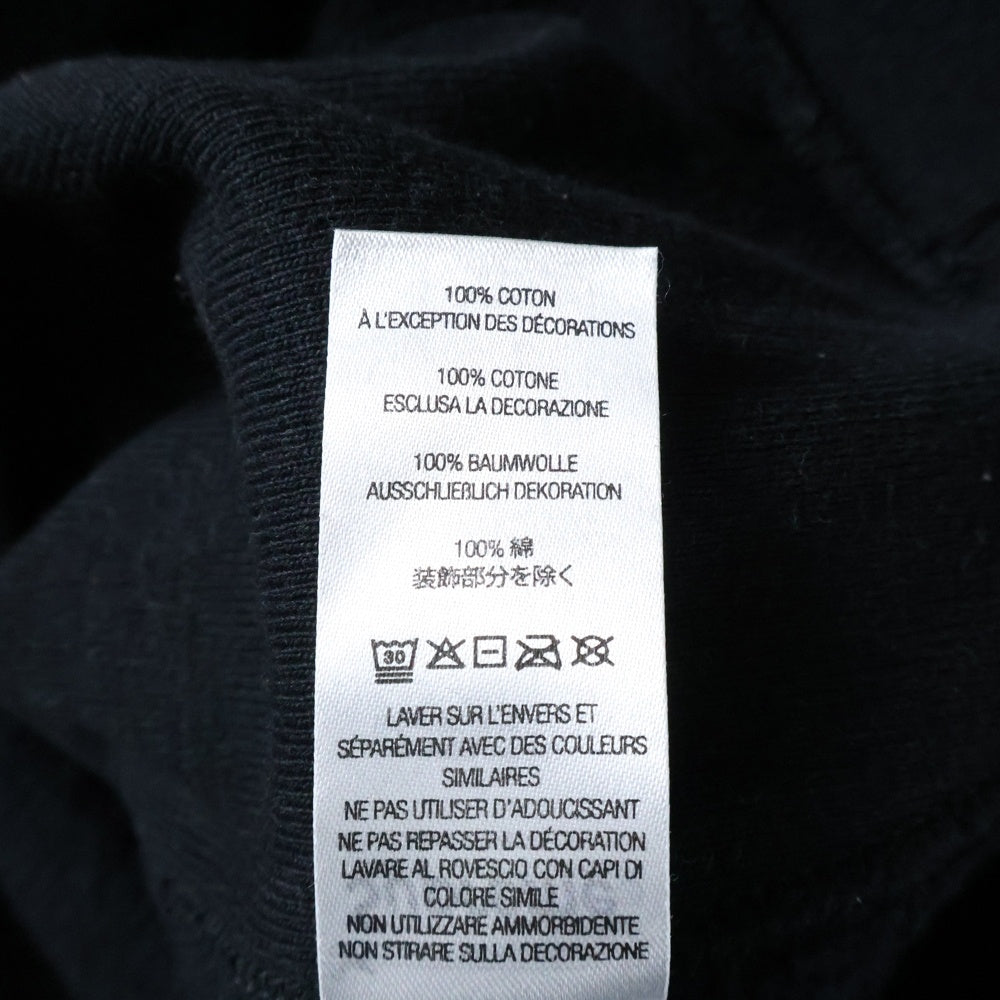 100% COTON
À L'EXCEPTION DES DÉCORATIONS
100% COTONE
ESCLUSA LA DECORAZIONE
100% BAUMWOLLE
AUSSCHLIEßLICH DEKORATION
100% 綿
装飾部分を除く
30
LAVER SUR L'ENVERS ET
SÉPARÉMENT AVEC DES COULEURS
SIMILAIRES
NE PAS UTILISER D'ADOUCISSANT
NE PAS REPASSER LA DÉCORATION
LAVARE AL ROVESCIO CON CAPI DI
COLORE SIMILE
NON UTILIZZARE AMMORBIDENTE
NON STIRARE SULLA DECORAZIONE